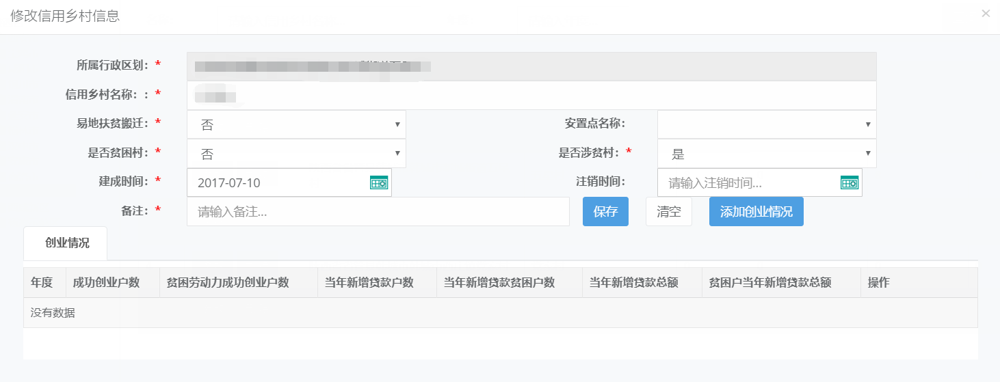 修改信用乡村信息 ×
所属行政区划：*
信用乡村名称：: *
易地扶贫搬迁：* 否 ▼ 安置点名称： ▼
是否贫困村：* 否 ▼ 是否涉贫村：* 是 ▼
建成时间：* 2017-07-10 注销时间： 请输入注销时间...
备注：* 请输入备注... 保存 清空 添加创业情况
创业情况
年度 成功创业户数 贫困劳动力成功创业户数 当年新增贷款户数 当年新增贷款贫困户数 当年新增贷款总额 贫困户当年新增贷款总额 操作
没有数据